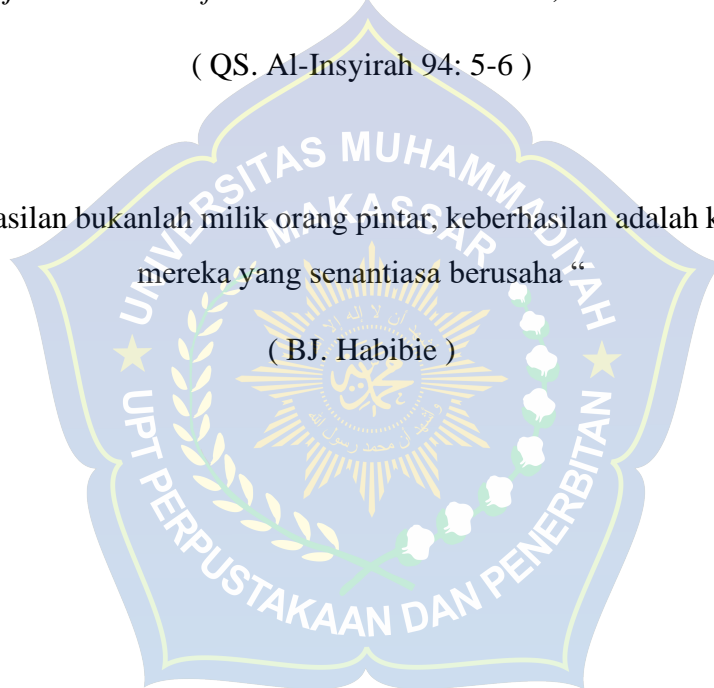 ( QS. Al-Insyirah 94: 5-6 )
asilan bukanlah milik orang pintar, keberhasilan adalah k
mereka yang senantiasa berusaha “
( BJ. Habibie )
UNIVERSITAS MUHAMMADIYAH
MAKASSAR
UPT PERPUSTAKAAN DAN PENERBITAN